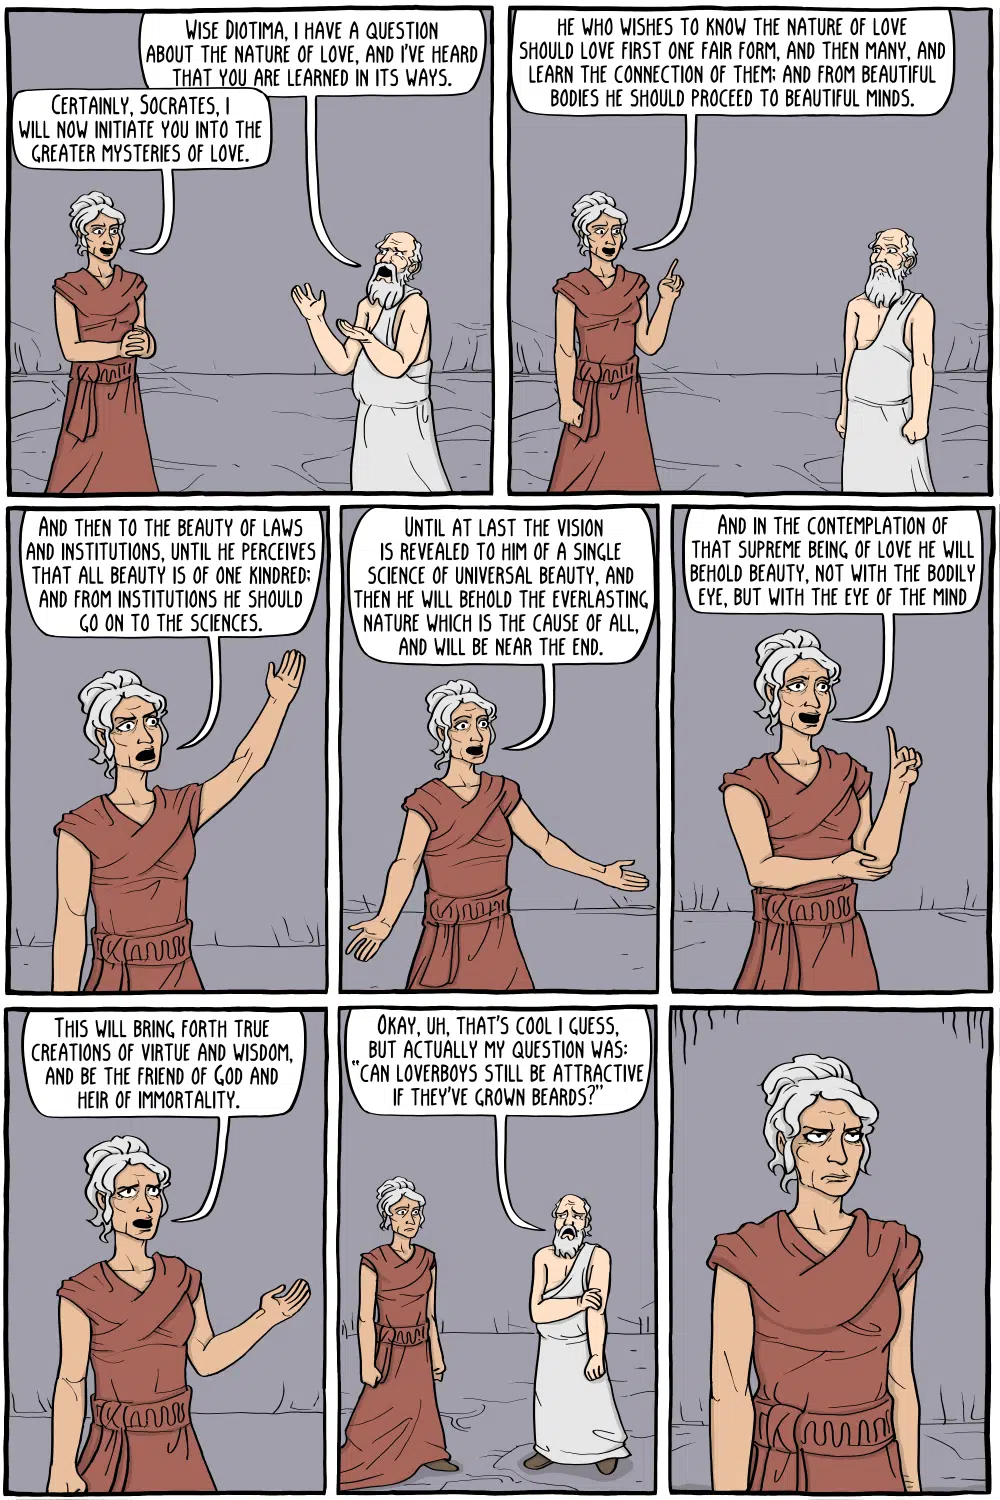 Wise Diotima, I have a question
about the nature of love, and I've heard
that you are learned in its ways.
Certainly, Socrates, I
will now initiate you into the
greater mysteries of love.
he who wishes to know the nature of love
should love first one fair form, and then many, and
learn the connection of them; and from beautiful
bodies he should proceed to beautiful minds.
And then to the beauty of laws
and institutions, until he perceives
that all beauty is of one kindred;
and from institutions he should
go on to the sciences.
Until at last the vision
is revealed to him of a single
science of universal beauty, and
then he will behold the everlasting
nature which is the cause of all,
and will be near the end.
And in the contemplation of
that supreme being of love he will
behold beauty, not with the bodily
eye, but with the eye of the mind
This will bring forth true
creations of virtue and wisdom,
and be the friend of God and
heir of immortality.
Okay, uh, that's cool I guess,
but actually my question was:
"can loverboys still be attractive
if they've grown beards?"